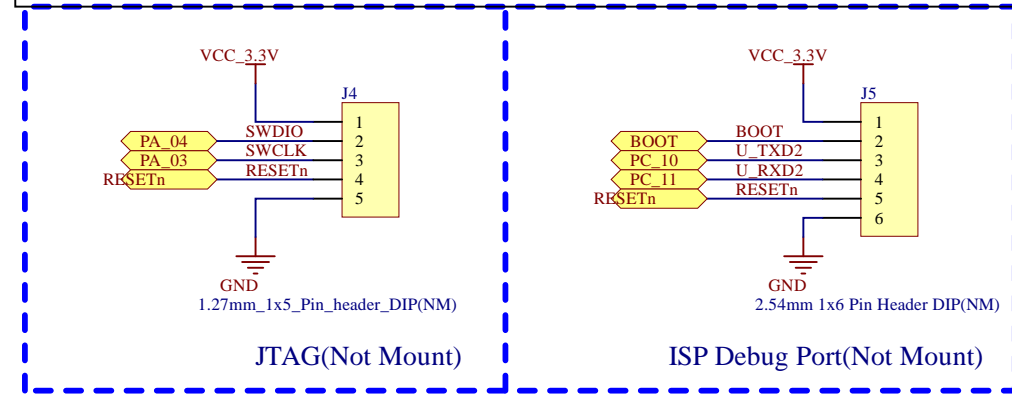 VCC_3.3V
J4
1
PA_04 SWDIO 2
PA_03 SWCLK 3
RESETn RESETn 4
5
GND
1.27mm_1x5_Pin_header_DIP(NM)
JTAG(Not Mount)
VCC_3.3V
J5
1
BOOT BOOT 2
PC_10 U_TXD2 3
PC_11 U_RXD2 4
RESETn RESETn 5
6
GND
2.54mm 1x6 Pin Header DIP(NM)
ISP Debug Port(Not Mount)